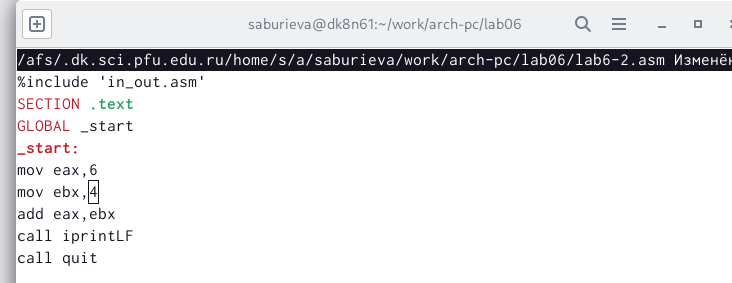 saburieva@dk8n61:~/work/arch-pc/lab06
/afs/.dk.sci.pfu.edu.ru/home/s/a/saburieva/work/arch-pc/lab06/lab6-2.asm
%include 'in_out.asm'
SECTION .text
GLOBAL _start
_start:
mov eax,6
mov ebx,4
add eax,ebx
call iprintLF
call quit